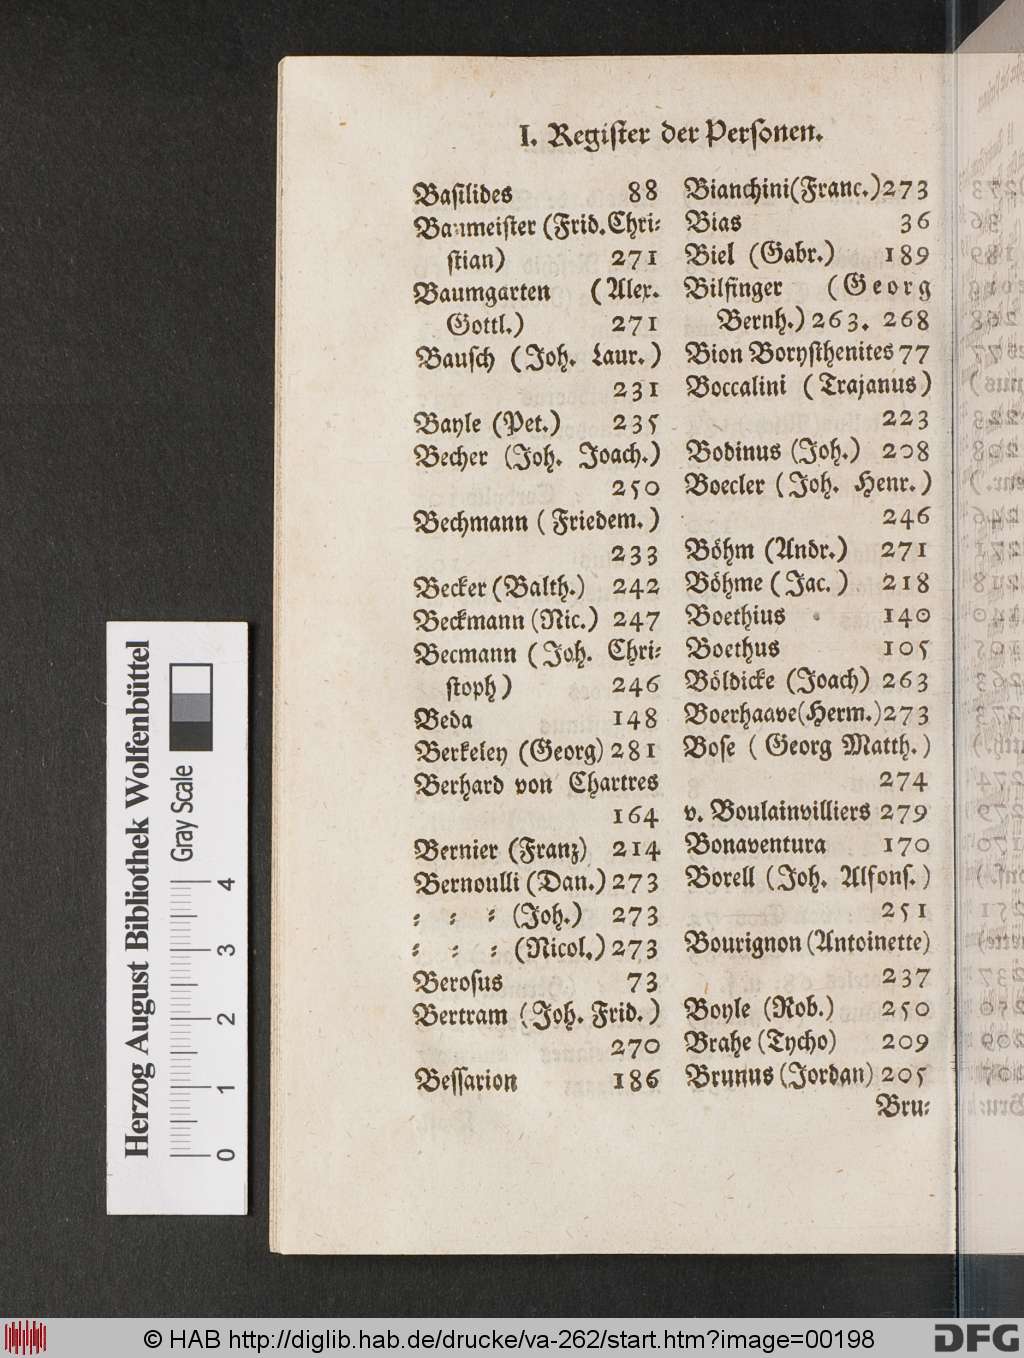 I. Register der Personen.
Baſilides 88
Baumeiſter (Frid. Chri⸗
ſtian) 271
Baumgarten (Alex.
Gottl.) 271
Bauſch (Joh. Laur.)
231
Bayle (Pet.) 235
Becher (Joh. Joach.)
250
Bechmann (Friedem.)
233
Becker (Balth.) 242
Beckmann (Nic.) 247
Becmann (Joh. Chri⸗
ſtoph) 246
Beda 148
Berkeley (Georg) 281
Berhard von Chartres
164
Bernier (Franz) 214
Bernoulli (Dan.) 273
⸗ ⸗ ⸗ (Joh.) 273
⸗ ⸗ ⸗ (Nicol.) 273
Beroſus 73
Bertram (Joh. Frid.)
270
Beſſarion 186
Bianchini (Franc.) 273
Bias 36
Biel (Gabr.) 189
Bilfinger (Georg
Bernh.) 263. 268
Bion Boryſthenites 77
Boccalini (Trajanus)
223
Bodinus (Joh.) 208
Boecler (Joh. Henr.)
246
Böhm (Andr.) 271
Böhme (Jac.) 218
Boethius 140
Boethus 105
Böldicke (Joach) 263
Boerhaave (Herm.) 273
Boſe (Georg Matth.)
274
v. Boulainvilliers 279
Bonaventura 170
Borell (Joh. Alfonſ.)
251
Bourignon (Antoinette)
237
Boyle (Rob.) 250
Brahe (Tycho) 209
Brunus (Jordan) 205
Bru⸗
Herzog August Bibliothek Wolfenbüttel
Gray Scale
0 1 2 3 4
© HAB http://diglib.hab.de/drucke/va-262/start.htm?image=00198
DFG